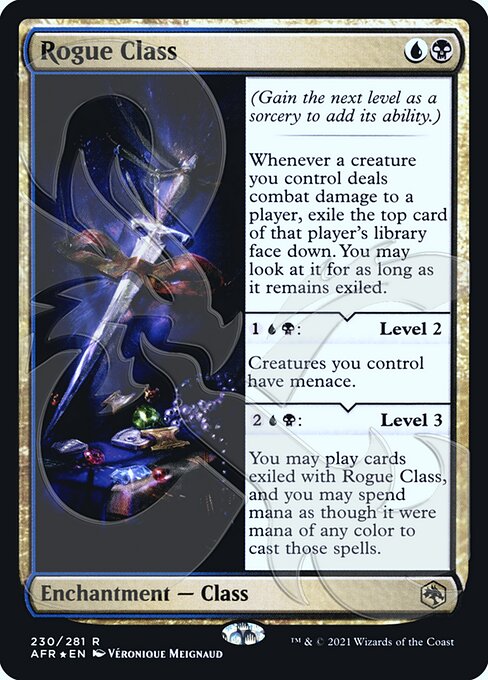 Rogue Class
(Gain the next level as a
sorcery to add its ability.)
Whenever a creature
you control deals
combat damage to a
player, exile the top card
of that player's library
face down. You may
look at it for as long as
it remains exiled.
1 : Level 2
Creatures you control
have menace.
2 : Level 3
You may play cards
exiled with Rogue Class,
and you may spend
mana as though it were
mana of any color to
cast those spells.
Enchantment — Class
230/281 R
AFR ★ EN Véronique Meignaud
™ & © 2021 Wizards of the Coast